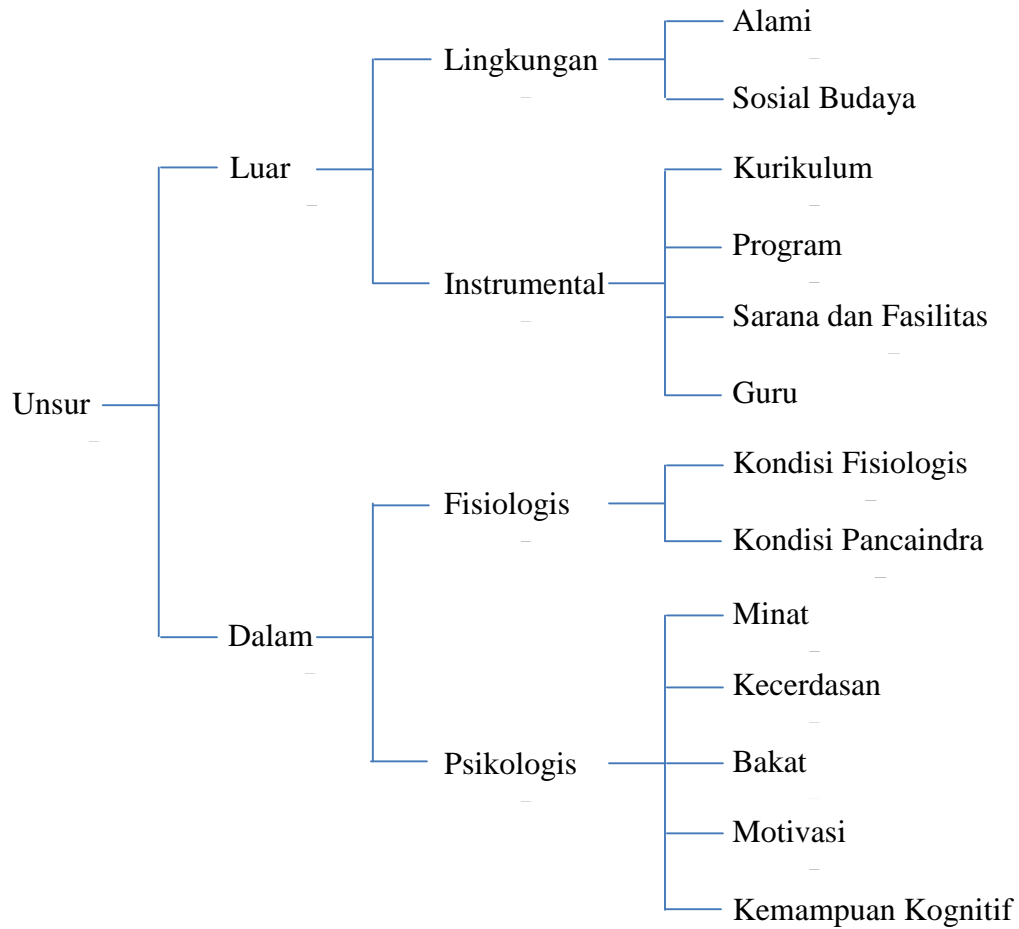 Alami
Lingkungan
Sosial Budaya
Luar
Kurikulum
Program
Instrumental
Sarana dan Fasilitas
Guru
Unsur
Kondisi Fisiologis
Fisiologis
Kondisi Pancaindra
Minat
Dalam
Kecerdasan
Psikologis
Bakat
Motivasi
Kemampuan Kognitif